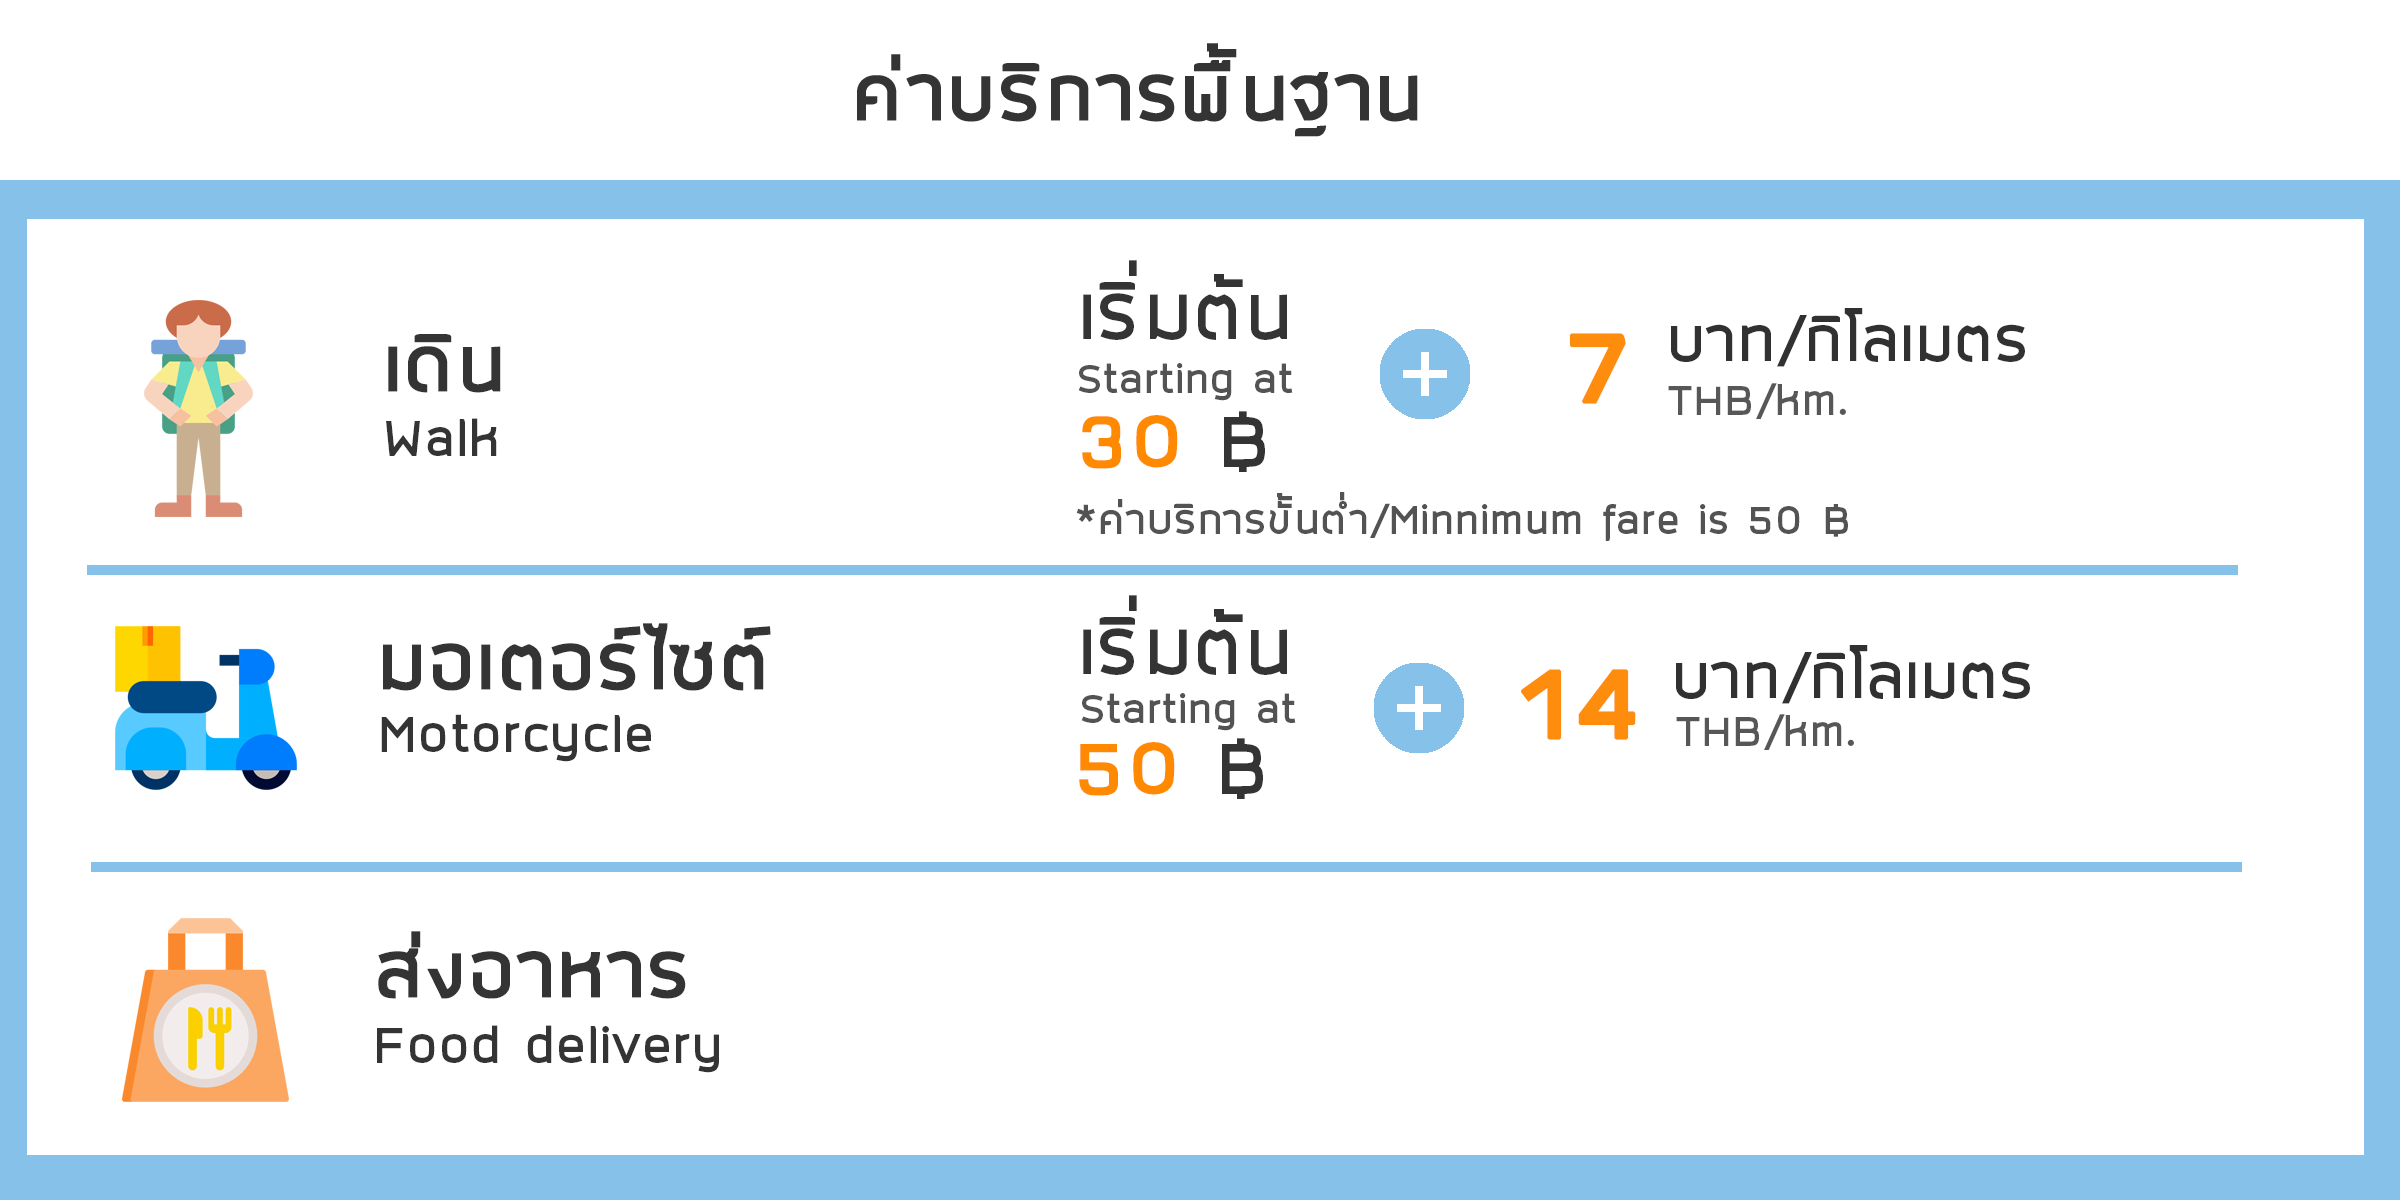 ค่าบริการพื้นฐาน
เดิน
Walk
เริ่มต้น
Starting at
30 ฿
+
7 บาท/กิโลเมตร
THB/km.
*ค่าบริการขั้นต่ำ/Minnimum fare is 50 ฿
มอเตอร์ไซต์
Motorcycle
เริ่มต้น
Starting at
50 ฿
+
14 บาท/กิโลเมตร
THB/km.
ส่งอาหาร
Food delivery